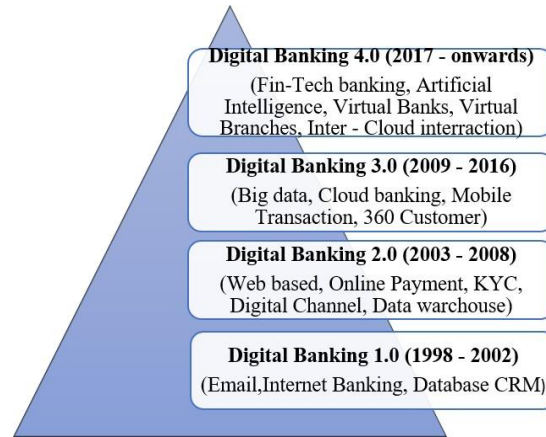 Digital Banking 4.0 (2017 - onwards)
(Fin-Tech banking, Artificial
Intelligence, Virtual Banks, Virtual
Branches, Inter - Cloud interraction)
Digital Banking 3.0 (2009 - 2016)
(Big data, Cloud banking, Mobile
Transaction, 360 Customer)
Digital Banking 2.0 (2003 - 2008)
(Web based, Online Payment, KYC,
Digital Channel, Data warchouse)
Digital Banking 1.0 (1998 - 2002)
(Email,Internet Banking, Database CRM)